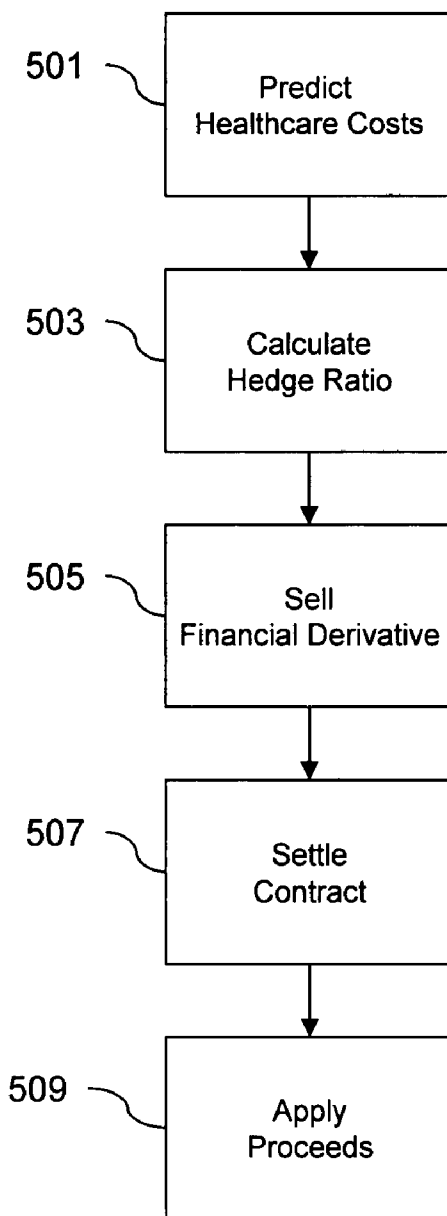 501
Predict
Healthcare Costs
503
Calculate
Hedge Ratio
505
Sell
Financial Derivative
507
Settle
Contract
509
Apply
Proceeds